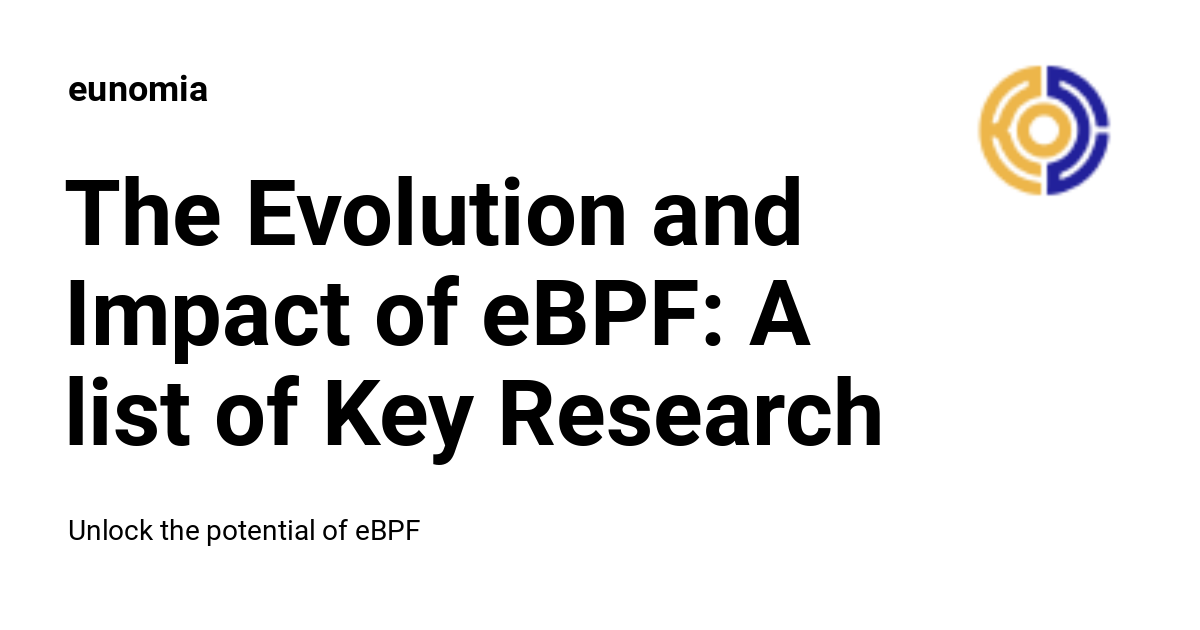 eunomia
The Evolution and
Impact of eBPF: A
list of Key Research
Unlock the potential of eBPF